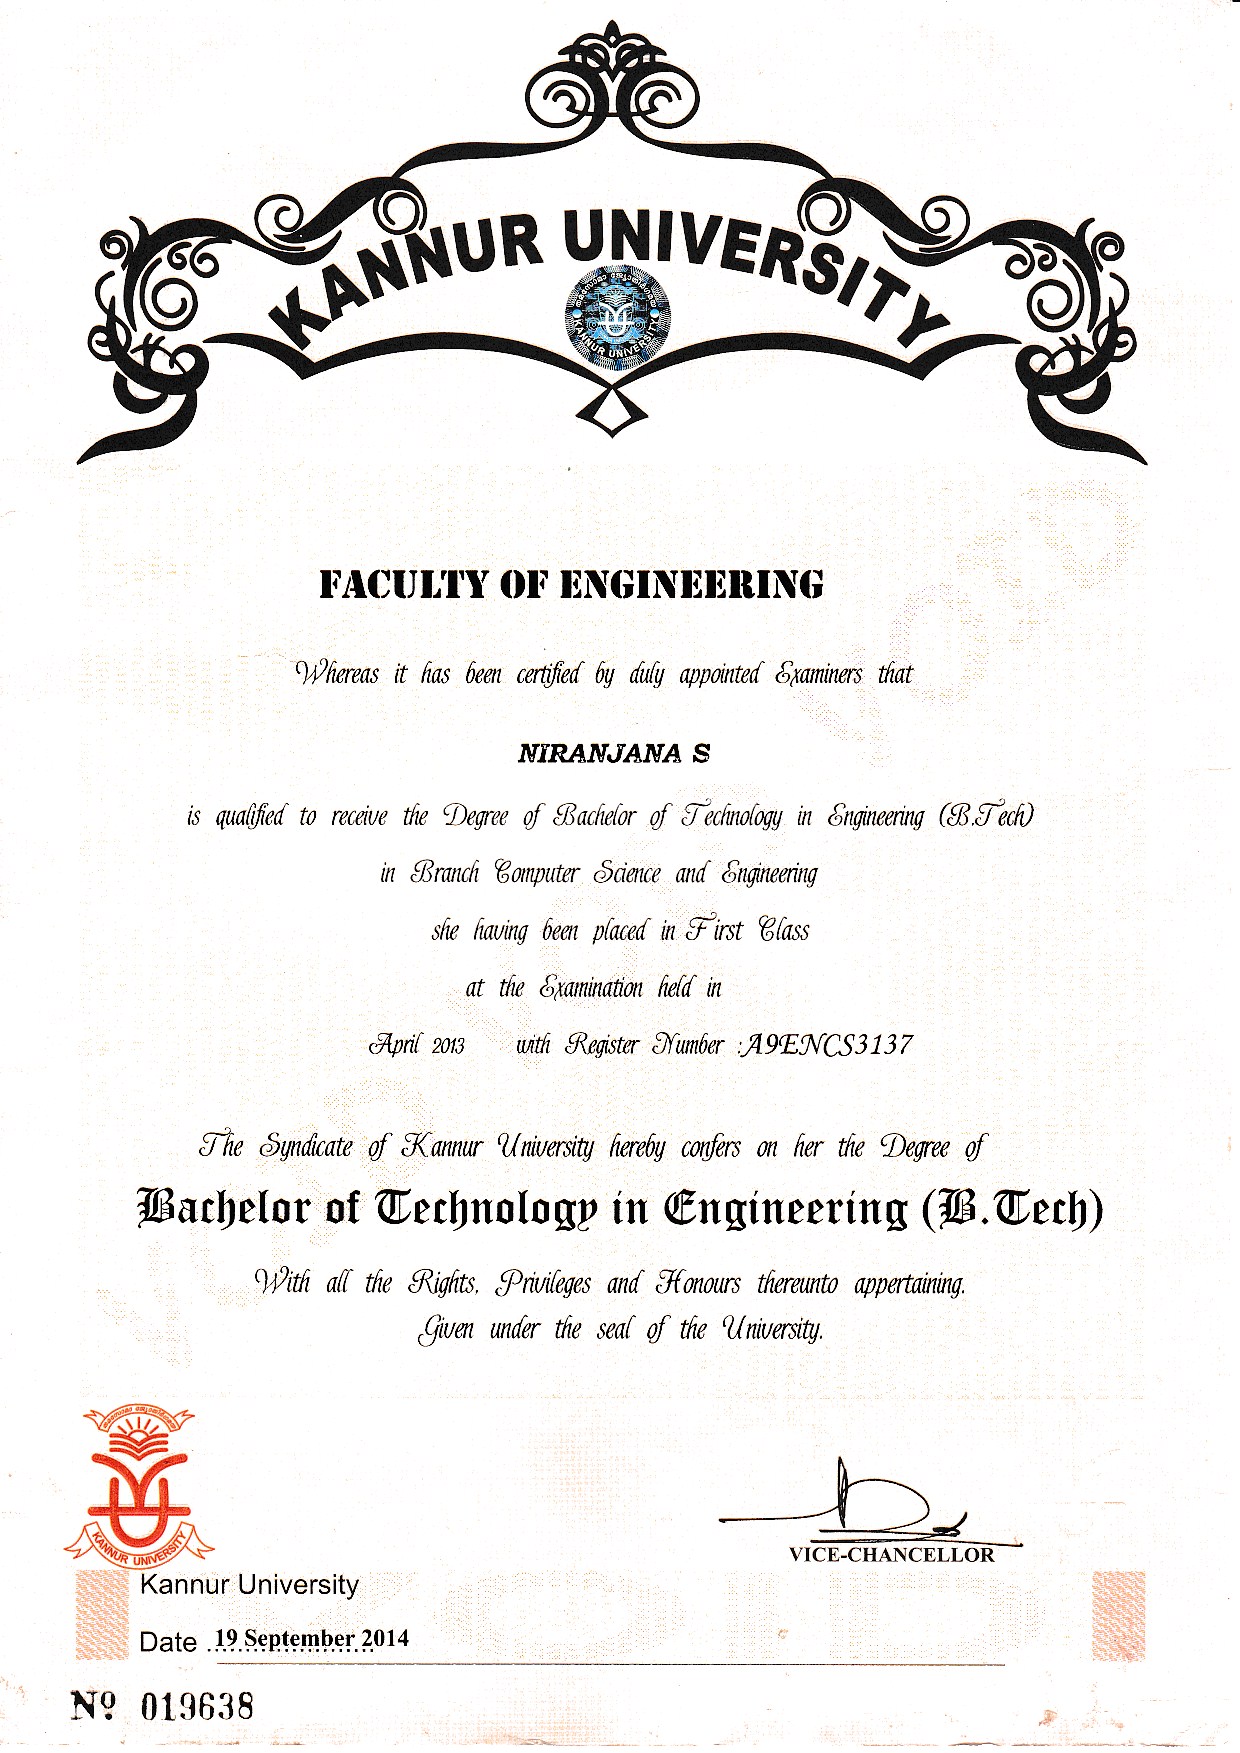 KANNUR UNIVERSITY
KANNUR UNIVERSITY
FACULTY OF ENGINEERING
Whereas it has been certified by duly appointed Examiners that
NIRANJANA S
is qualified to receive the Degree of Bachelor of Technology in Engineering (B.Tech)
in Branch Computer Science and Engineering
she having been placed in First Class
at the Examination held in
April 2013 with Register Number :A9ENCS3137
The Syndicate of Kannur University hereby confers on her the Degree of
Bachelor of Technology in Engineering (B.Tech)
With all the Rights, Privileges and Honours thereunto appertaining.
Given under the seal of the University.
KANNUR UNIVERSITY
VICE-CHANCELLOR
Kannur University
Date 19 September 2014
Nº 019638